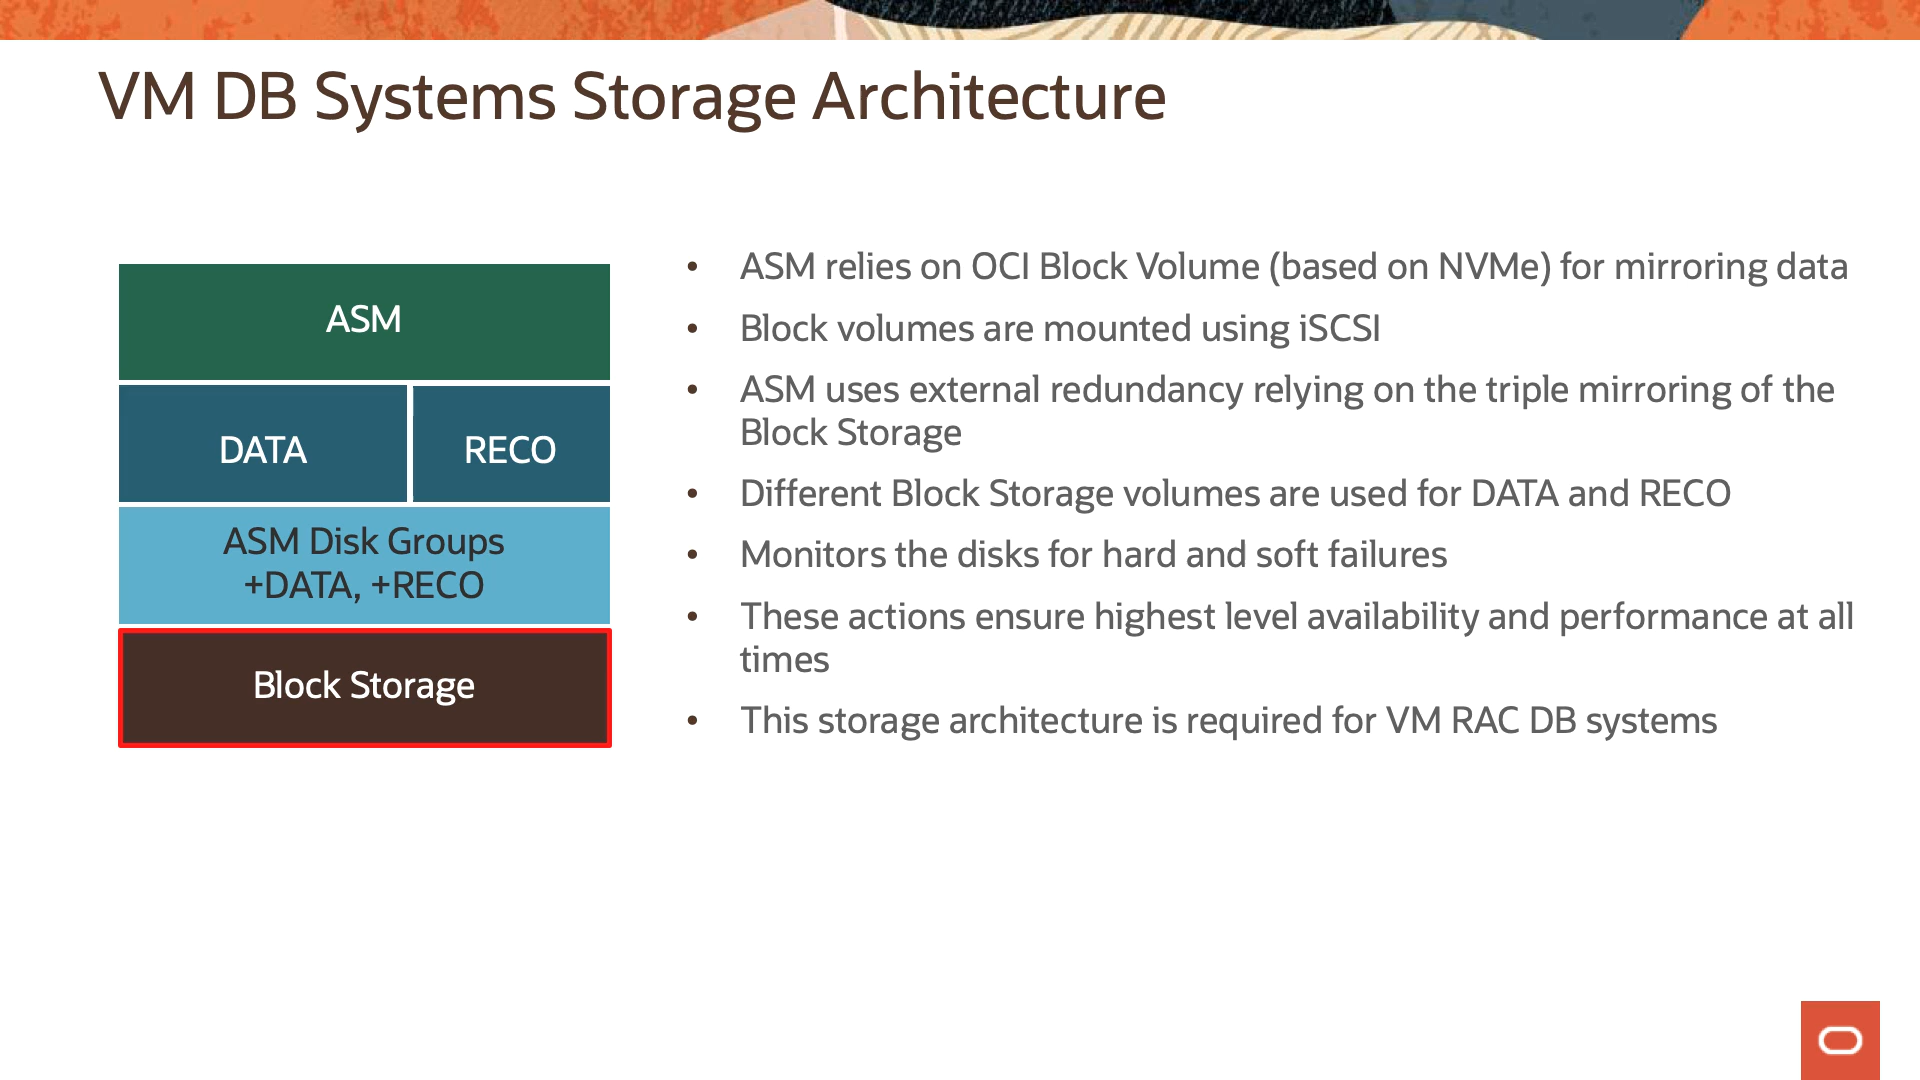 VM DB Systems Storage Architecture
ASM
DATA
RECO
ASM Disk Groups
+DATA, +RECO
Block Storage
• ASM relies on OCI Block Volume (based on NVMe) for mirroring data
• Block volumes are mounted using iSCSI
• ASM uses external redundancy relying on the triple mirroring of the
Block Storage
• Different Block Storage volumes are used for DATA and RECO
• Monitors the disks for hard and soft failures
• These actions ensure highest level availability and performance at all
times
• This storage architecture is required for VM RAC DB systems